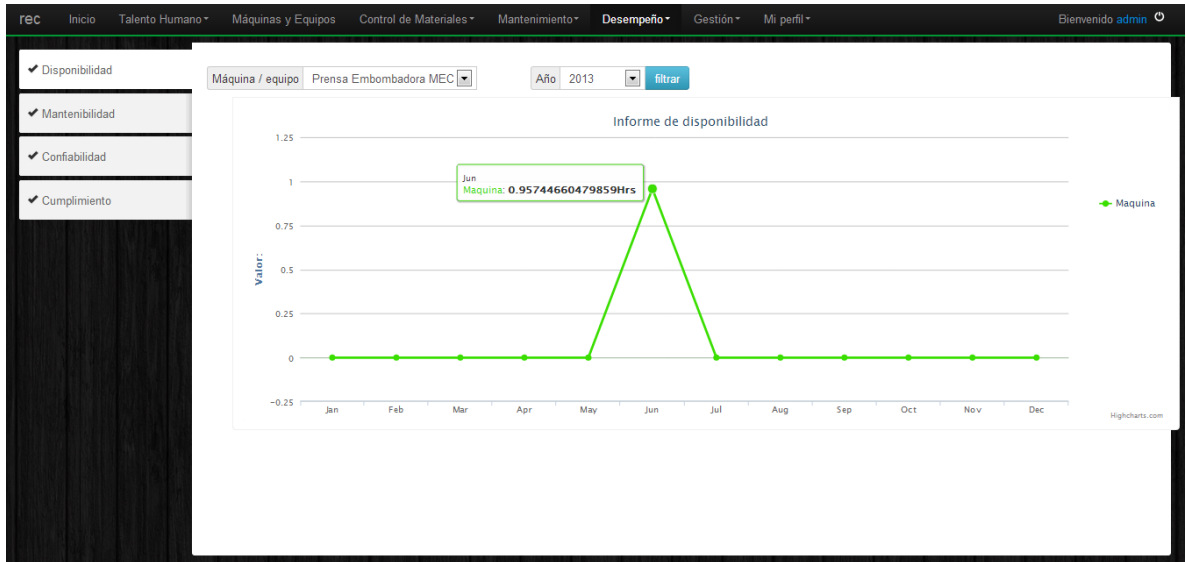 rec Inicio Talento Humano Máquinas y Equipos Control de Materiales Mantenimiento Desempeño Gestión Mi perfil Bienvenido admin
Disponibilidad
Mantenibilidad
Confiabilidad
Cumplimiento
Máquina / equipo Prensa Embombadora MEC Año 2013 filtrar
Informe de disponibilidad
1.25
1
0.75
0.5
0.25
0
-0.25
Valor:
Jun
Maquina: 0.95744660479859Hrs
Maquina
Jan Feb Mar Apr May Jun Jul Aug Sep Oct Nov Dec
Highcharts.com